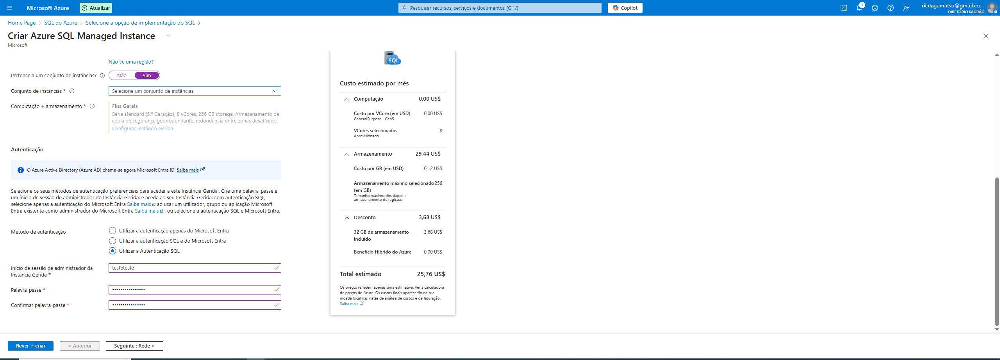 Microsoft Azure
Atualizar
Pesquisar recursos, serviços e documentos (G+/)
Copilot
1
ricnagamatsu@gmail.co...
DIRETÓRIO PADRÃO
Home Page > SQL do Azure > Selecione a opção de implementação do SQL >
Criar Azure SQL Managed Instance ...
Microsoft
Não vê uma região?
Pertence a um conjunto de instâncias?
Não
Sim
Conjunto de instâncias *
Selecione um conjunto de instâncias
Computação + armazenamento *
Fins Gerais
Série standard (5.ª Geração), 8 vCores, 256 GB storage, Armazenamento de
cópia de segurança georredundante, redundância entre zonas desativado
Configurar Instância Gerida
Autenticação
O Azure Active Directory (Azure AD) chama-se agora Microsoft Entra ID. Saiba mais
Selecione os seus métodos de autenticação preferenciais para aceder a este Instância Gerida:. Crie uma palavra-passe e
um início de sessão de administrador do Instância Gerida: e aceda ao seu Instância Gerida: com autenticação SQL,
selecione apenas a autenticação do Microsoft Entra Saiba mais ao usar um utilizador, grupo ou aplicação Microsoft
Entra existente como administrador do Microsoft Entra Saiba mais , ou selecione a autenticação SQL e Microsoft Entra.
Método de autenticação
Utilizar a autenticação apenas do Microsoft Entra
Utilizar a autenticação SQL e do Microsoft Entra
Utilizar a Autenticação SQL
Início de sessão de administrador da
Instância Gerida *
testeteste
Palavra-passe *
••••••••••••••••
Confirmar palavra-passe *
••••••••••••••••
SQL
Custo estimado por mês
Computação 0,00 US$
Custo por VCore (em USD) 0,00 US$
GeneralPurpose - Gen5
VCores selecionados 8
Aprovisionado
Armazenamento 29,44 US$
Custo por GB (em USD) 0,12 US$
Armazenamento máximo selecionado 256
(em GB)
Tamanho máximo dos dados +
armazenamento de registos
Desconto 3,68 US$
32 GB de armazenamento 3,68 US$
incluído
Benefício Híbrido do Azure 0,00 US$
Total estimado 25,76 US$
Os preços refletem apenas uma estimativa. Ver a calculadora
de preços do Azure. Os custos finais aparecerão na sua
moeda local nas vistas de análise de custos e de faturação.
Saiba mais
Rever + criar
< Anterior
Seguinte : Rede >